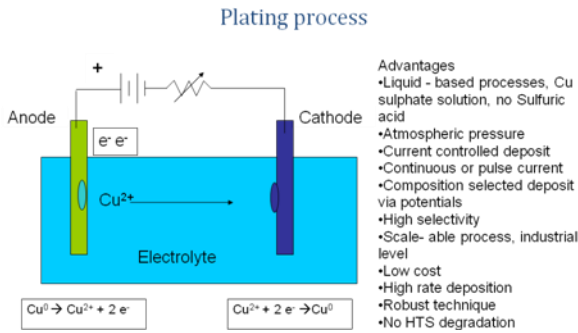 Plating process
+
Anode
Cathode
e⁻ e⁻
Cu²⁺
Electrolyte
Cu⁰ → Cu²⁺ + 2 e⁻
Cu²⁺ + 2 e⁻ →Cu⁰
Advantages
•Liquid - based processes, Cu
sulphate solution, no Sulfuric
acid
•Atmospheric pressure
•Current controlled deposit
•Continuous or pulse current
•Composition selected deposit
via potentials
•High selectivity
•Scale- able process, industrial
level
•Low cost
•High rate deposition
•Robust technique
•No HTS degradation